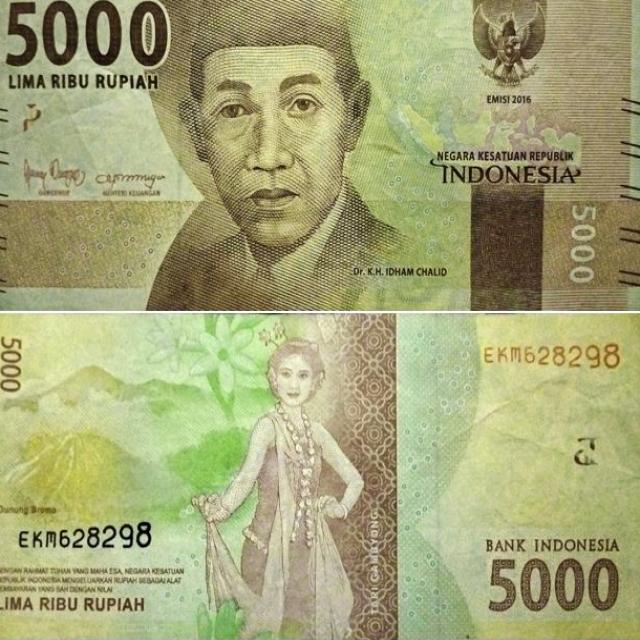 5000
LIMA RIBU RUPIAH
EMISI 2016
NEGARA KESATUAN REPUBLIK
INDONESIA
GUBERNUR
MENTERI KEUANGAN
5000
Dr. K.H. IDHAM CHALID
5000
EKM628298
Gunung Bromo
EKM628298
DENGAN RAHMAT TUHAN YANG MAHA ESA, NEGARA KESATUAN
REPUBLIK INDONESIA MENGELUARKAN RUPIAH SEBAGAI ALAT
PEMBAYARAN YANG SAH DENGAN NILAI
LIMA RIBU RUPIAH
TARI GAMBYONG
BANK INDONESIA
5000